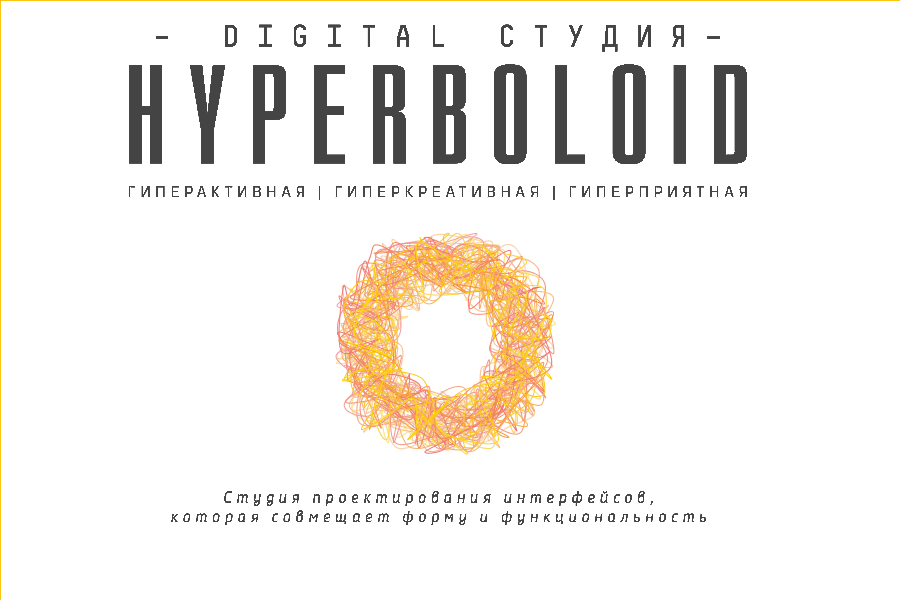 – DIGITAL СТУДИЯ –
HYPERBOLOID
ГИПЕРАКТИВНАЯ | ГИПЕРКРЕАТИВНАЯ | ГИПЕРПРИЯТНАЯ
Студия проектирования интерфейсов,
которая совмещает форму и функциональность